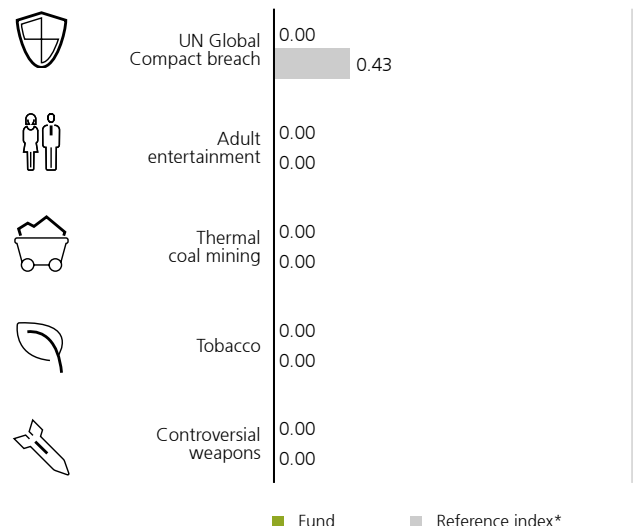 UN Global
Compact breach
0.00
0.43
Adult
entertainment
0.00
0.00
Thermal
coal mining
0.00
0.00
Tobacco
0.00
0.00
Controversial
weapons
0.00
0.00
Fund
Reference index*